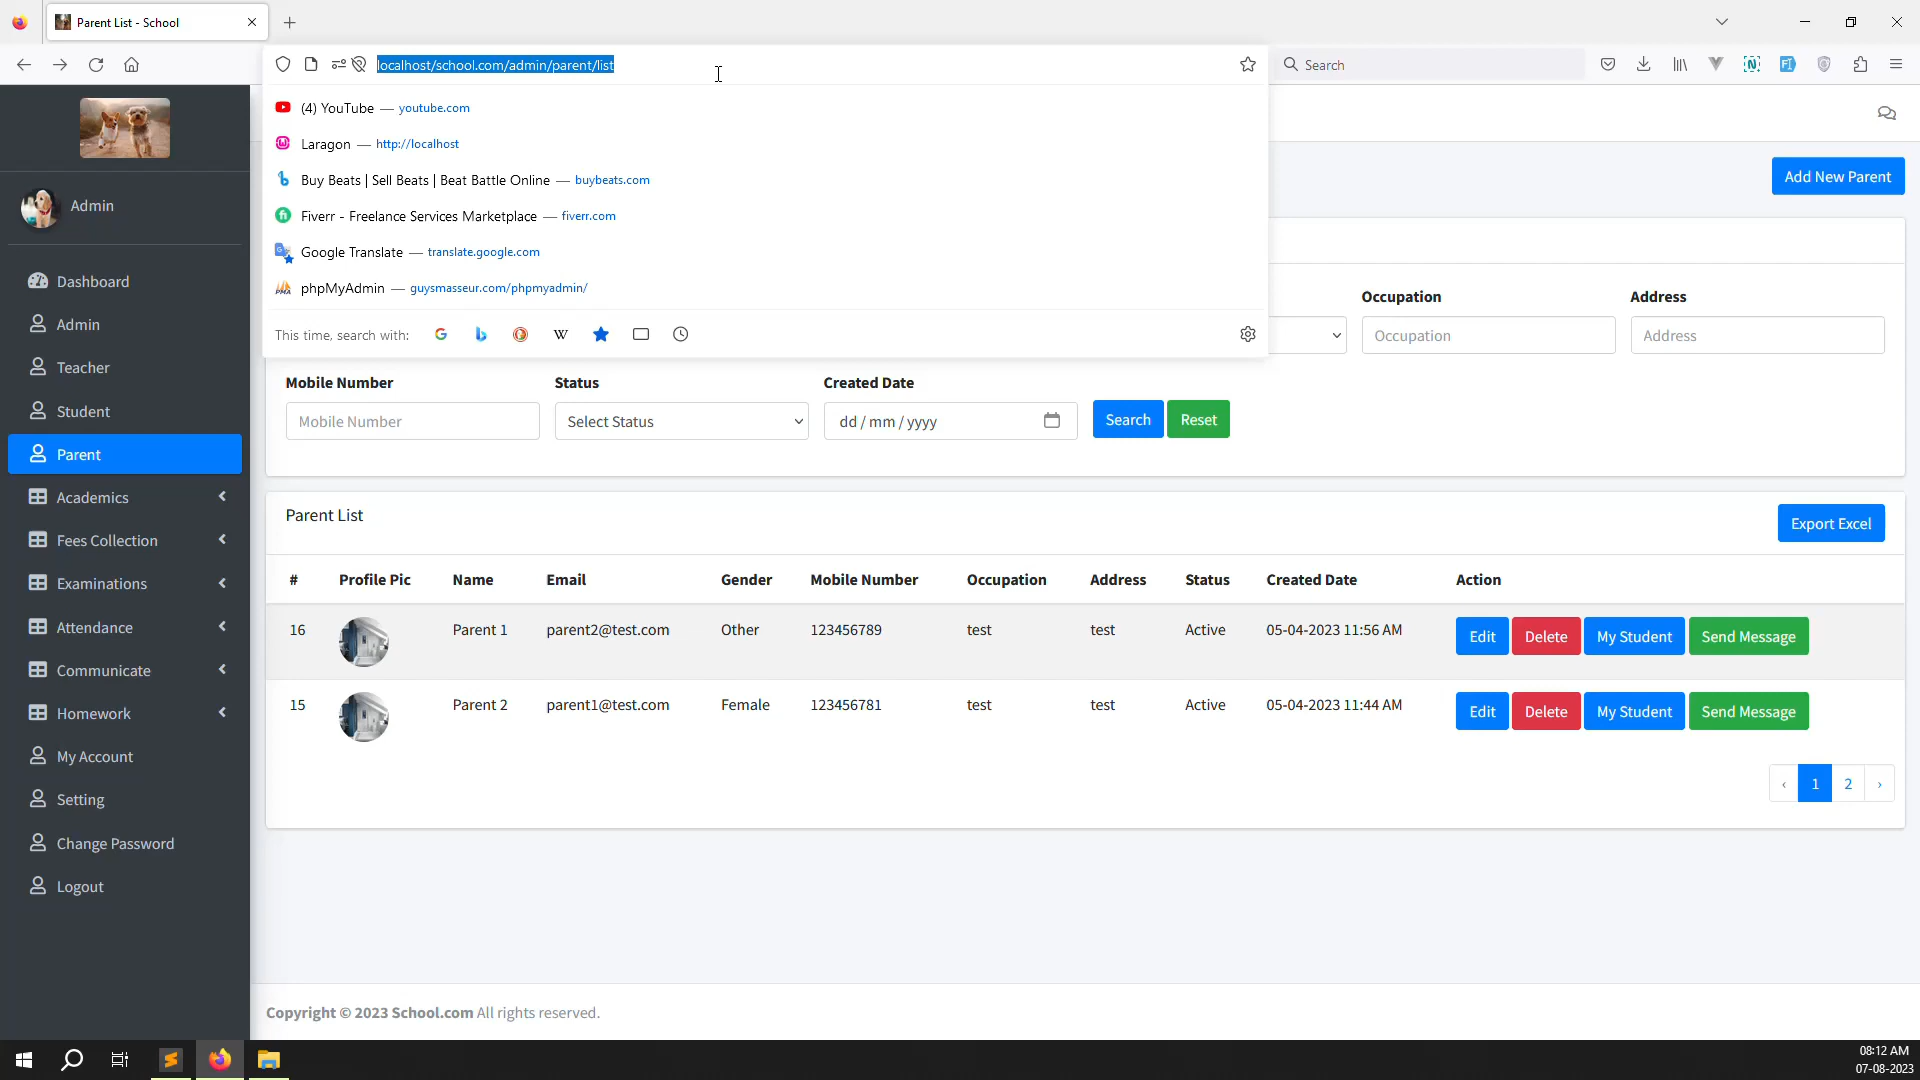 Parent List - School
localhost/school.com/admin/parent/list
Search
(4) YouTube — youtube.com
Laragon — http://localhost
Buy Beats | Sell Beats | Beat Battle Online — buybeats.com
Fiverr - Freelance Services Marketplace — fiverr.com
Google Translate — translate.google.com
phpMyAdmin — guysmasseur.com/phpmyadmin/
This time, search with:
Admin
Dashboard
Admin
Teacher
Student
Parent
Academics
Fees Collection
Examinations
Attendance
Communicate
Homework
My Account
Setting
Change Password
Logout
Add New Parent
Occupation Address
Occupation Address
Mobile Number Status Created Date
Mobile Number Select Status dd / mm / yyyy Search Reset
Parent List Export Excel
# Profile Pic Name Email Gender Mobile Number Occupation Address Status Created Date Action
16 Parent 1 parent2@test.com Other 123456789 test test Active 05-04-2023 11:56 AM Edit Delete My Student Send Message
15 Parent 2 parent1@test.com Female 123456781 test test Active 05-04-2023 11:44 AM Edit Delete My Student Send Message
‹ 1 2 ›
Copyright © 2023 School.com All rights reserved.
08:12 AM
07-08-2023